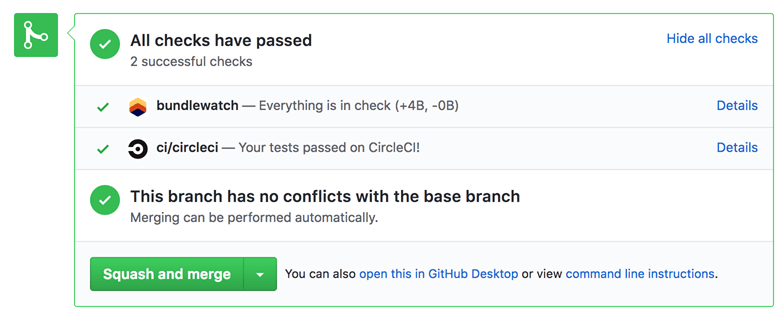 All checks have passed
Hide all checks
2 successful checks
bundlewatch — Everything is in check (+4B, -0B)
Details
ci/circleci — Your tests passed on CircleCI!
Details
This branch has no conflicts with the base branch
Merging can be performed automatically.
Squash and merge
You can also open this in GitHub Desktop or view command line instructions.